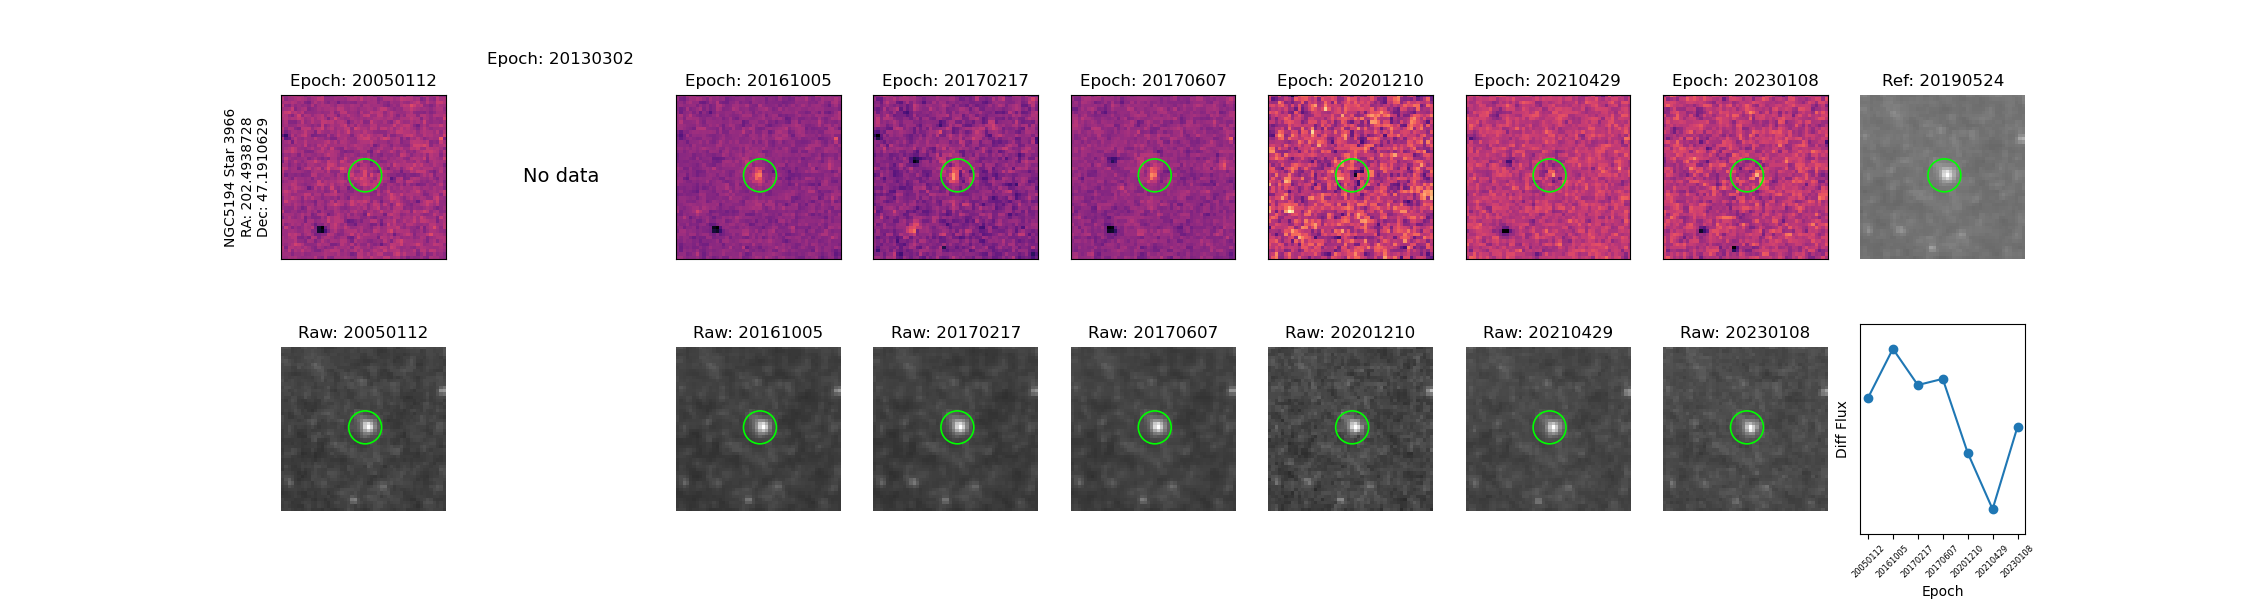 Epoch: 20130302
Epoch: 20050112
Epoch: 20161005
Epoch: 20170217
Epoch: 20170607
Epoch: 20201210
Epoch: 20210429
Epoch: 20230108
Ref: 20190524
NGC5194 Star 3966
RA: 202.4938728
Dec: 47.1910629
No data
Raw: 20050112
Raw: 20161005
Raw: 20170217
Raw: 20170607
Raw: 20201210
Raw: 20210429
Raw: 20230108
Diff Flux
20050112
20161005
20170217
20170607
20201210
20210429
20230108
Epoch